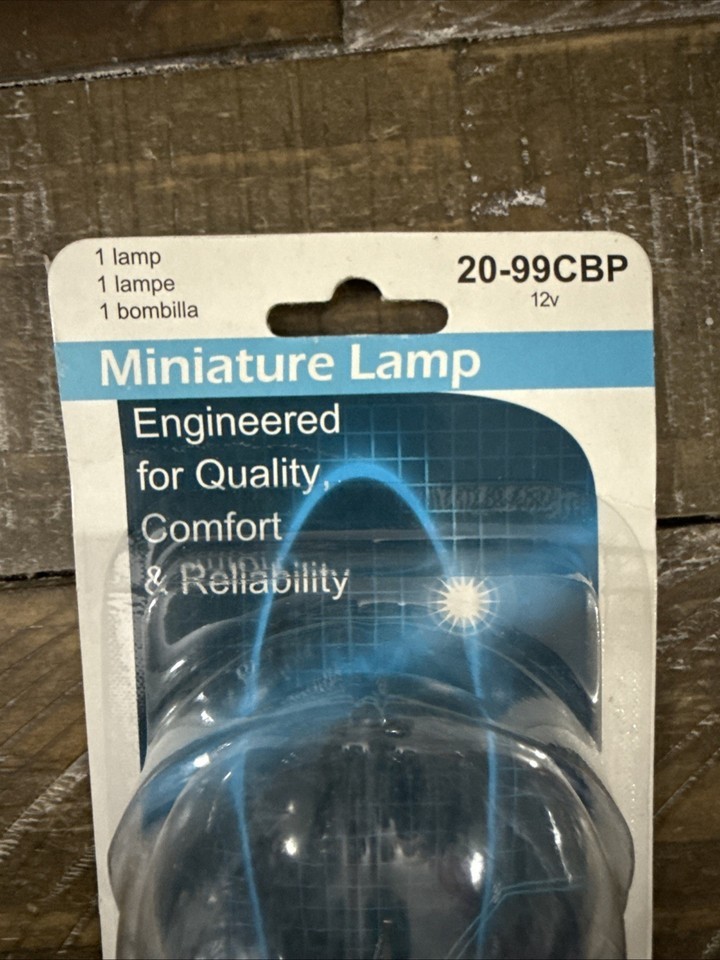 1 lamp
1 lampe
1 bombilla
20-99CBP
12v
Miniature Lamp
Engineered
for Quality,
Comfort
& Reliability